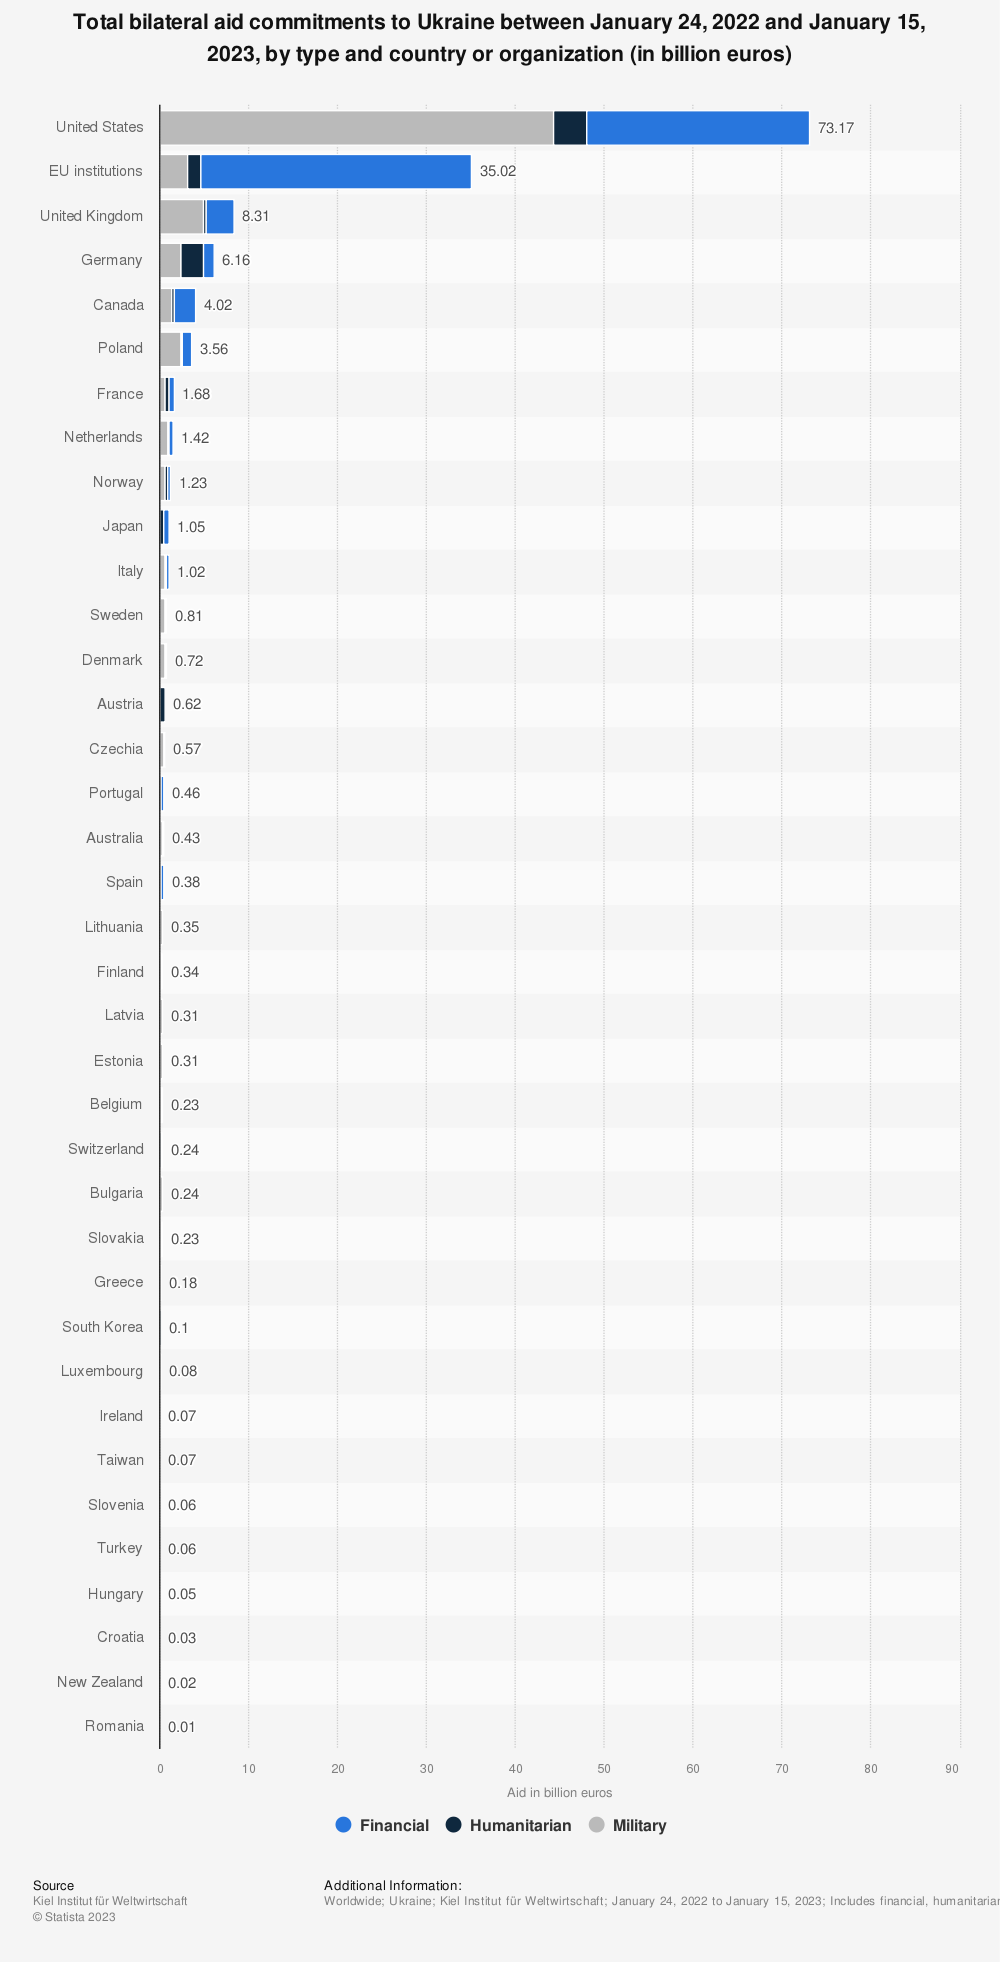 Total bilateral aid commitments to Ukraine between January 24, 2022 and January 15,
2023, by type and country or organization (in billion euros)
United States 73.17
EU institutions 35.02
United Kingdom 8.31
Germany 6.16
Canada 4.02
Poland 3.56
France 1.68
Netherlands 1.42
Norway 1.23
Japan 1.05
Italy 1.02
Sweden 0.81
Denmark 0.72
Austria 0.62
Czechia 0.57
Portugal 0.46
Australia 0.43
Spain 0.38
Lithuania 0.35
Finland 0.34
Latvia 0.31
Estonia 0.31
Belgium 0.23
Switzerland 0.24
Bulgaria 0.24
Slovakia 0.23
Greece 0.18
South Korea 0.1
Luxembourg 0.08
Ireland 0.07
Taiwan 0.07
Slovenia 0.06
Turkey 0.06
Hungary 0.05
Croatia 0.03
New Zealand 0.02
Romania 0.01
0 10 20 30 40 50 60 70 80 90
Aid in billion euros
Financial Humanitarian Military
Source
Kiel Institut für Weltwirtschaft
© Statista 2023
Additional Information:
Worldwide; Ukraine; Kiel Institut für Weltwirtschaft; January 24, 2022 to January 15, 2023; Includes financial, humanitarian